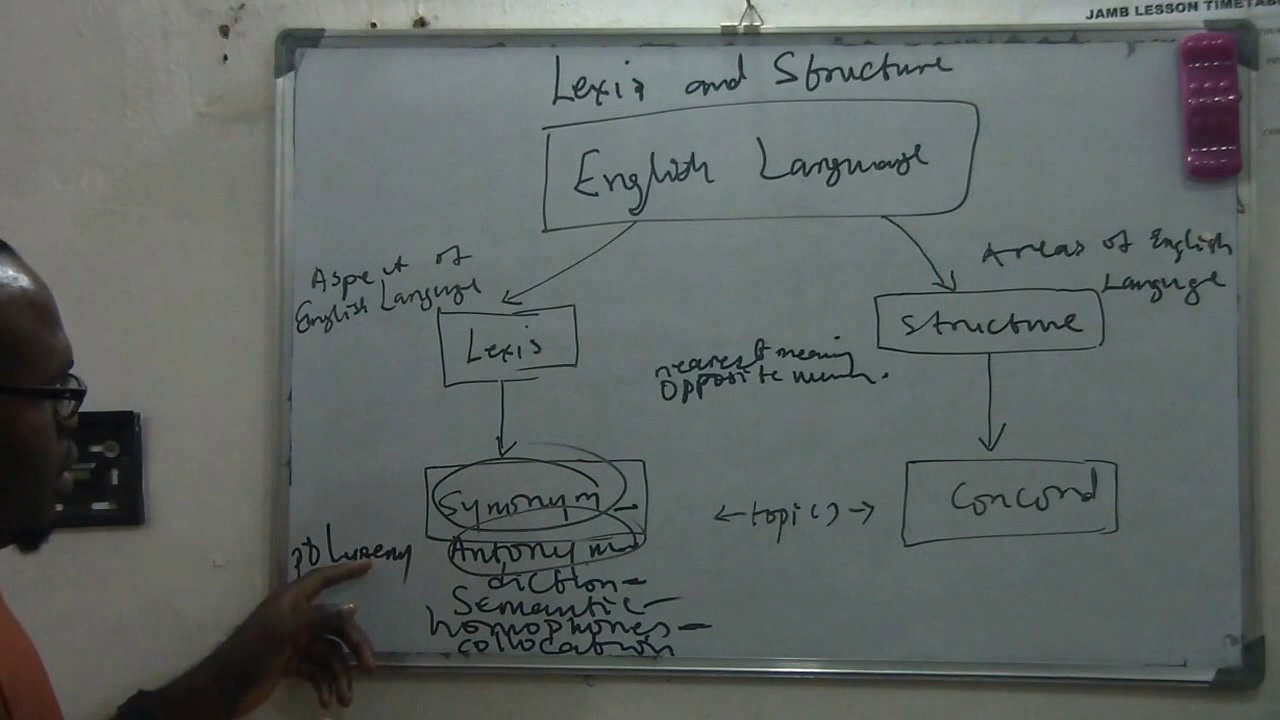 JAMB LESSON TIMETAB
Lexis and Structure
English Language
Aspect of
English Language
Areas of English
Language
Lexis
Structure
nearest meaning
Opposite
Synonym
←topic()→
Concord
Antonym
diction
Semantic
homophones
collocation